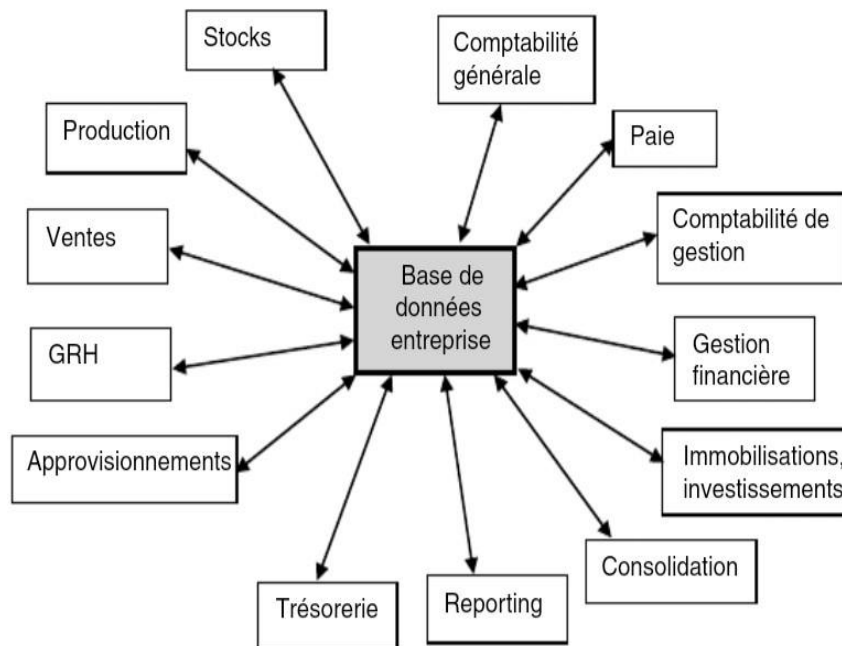 Stocks
Comptabilité
générale
Production
Paie
Ventes
Comptabilité de
gestion
Base de
données
entreprise
GRH
Gestion
financière
Approvisionnements
Immobilisations,
investissements
Consolidation
Trésorerie
Reporting